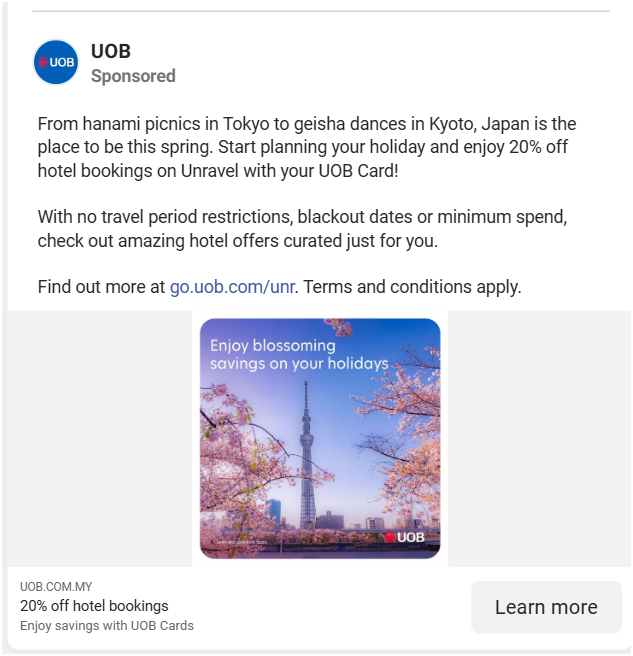 UOB
UOB
Sponsored
From hanami picnics in Tokyo to geisha dances in Kyoto, Japan is the
place to be this spring. Start planning your holiday and enjoy 20% off
hotel bookings on Unravel with your UOB Card!
With no travel period restrictions, blackout dates or minimum spend,
check out amazing hotel offers curated just for you.
Find out more at go.uob.com/unr. Terms and conditions apply.
Enjoy blossoming
savings on your holidays
Terms and conditions apply.
UOB
UOB.COM.MY
20% off hotel bookings
Enjoy savings with UOB Cards
Learn more